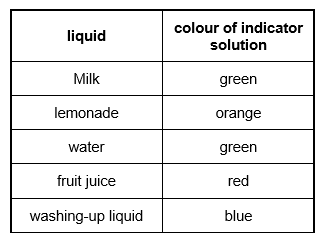 liquid colour of indicator
solution
Milk green
lemonade orange
water green
fruit juice red
washing-up liquid blue